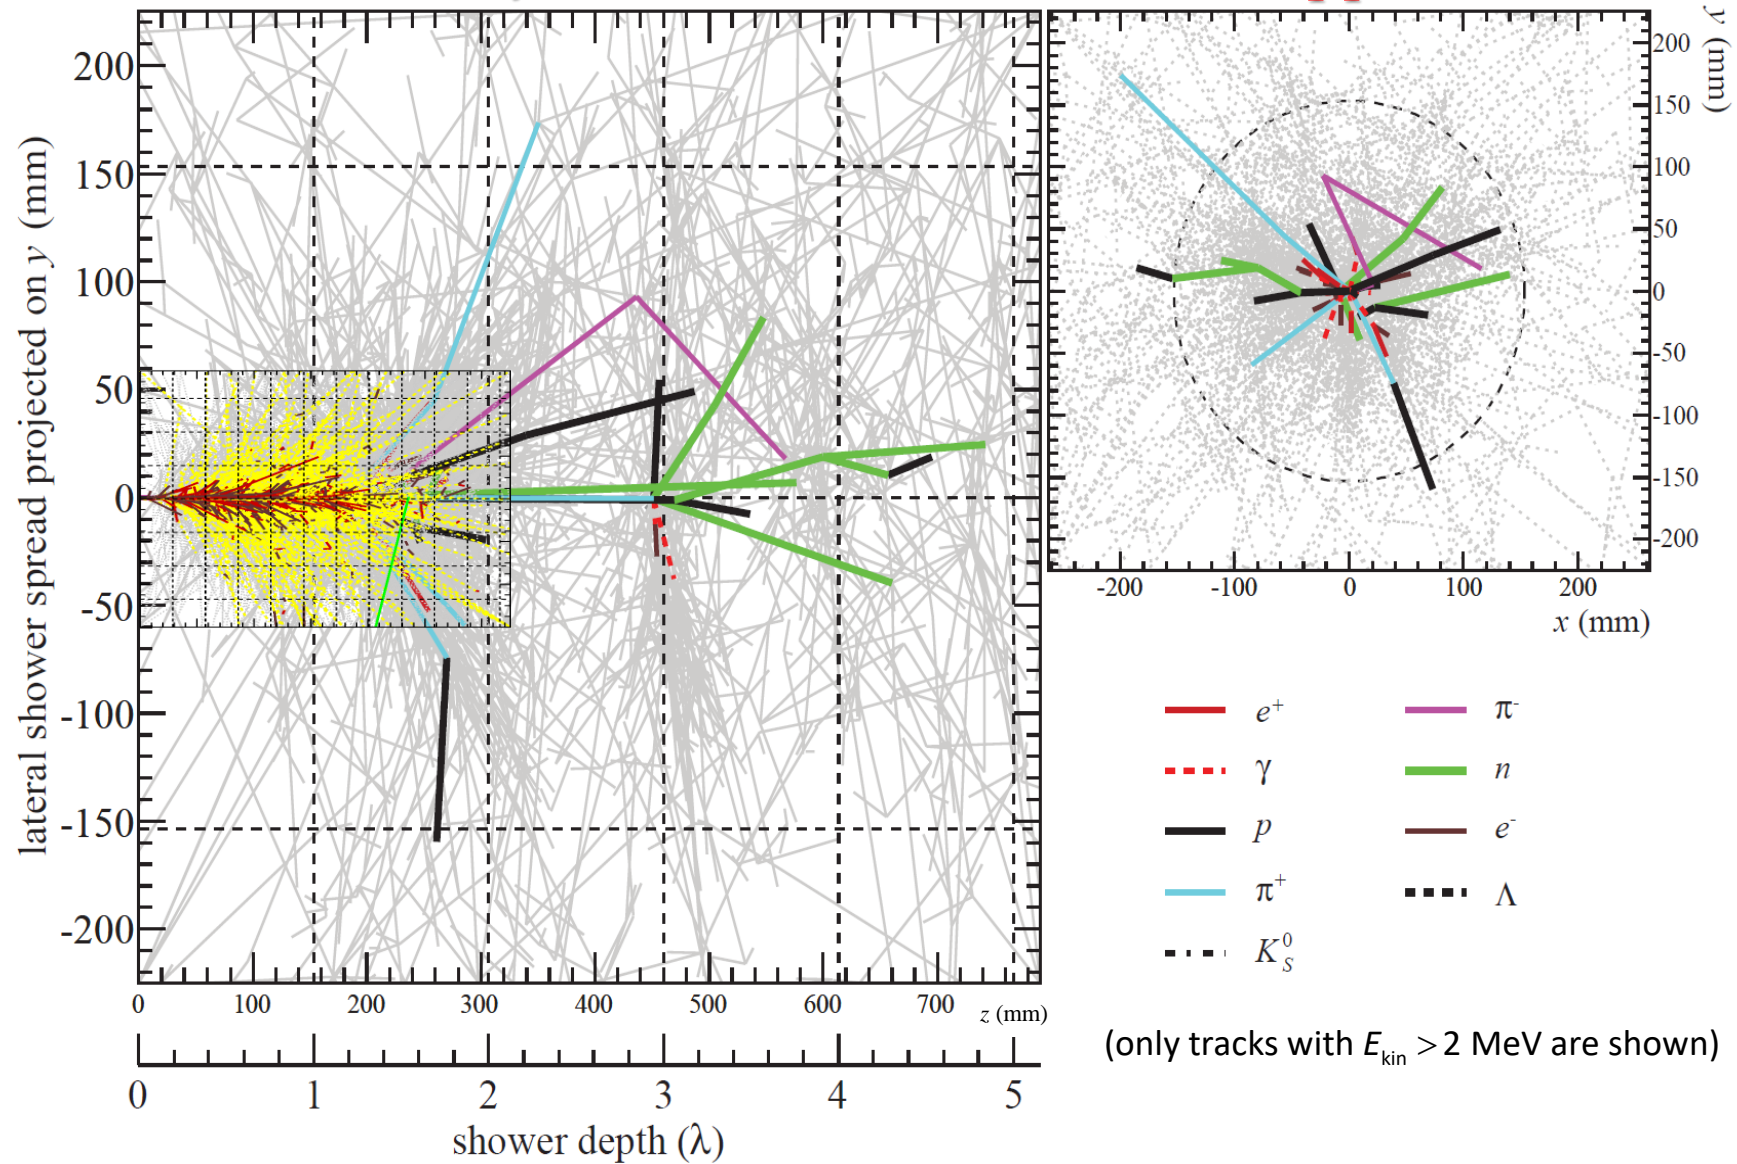 lateral shower spread projected on y (mm)
200
150
100
50
0
-50
-100
-150
-200
0 100 200 300 400 500 600 700 z (mm)
0 1 2 3 4 5
shower depth (λ)
y (mm)
200
150
100
50
0
-50
-100
-150
-200
-200 -100 0 100 200
x (mm)
e⁺ π⁻
γ n
p e⁻
π⁺ Λ
K⁰_S
(only tracks with E_kin > 2 MeV are shown)